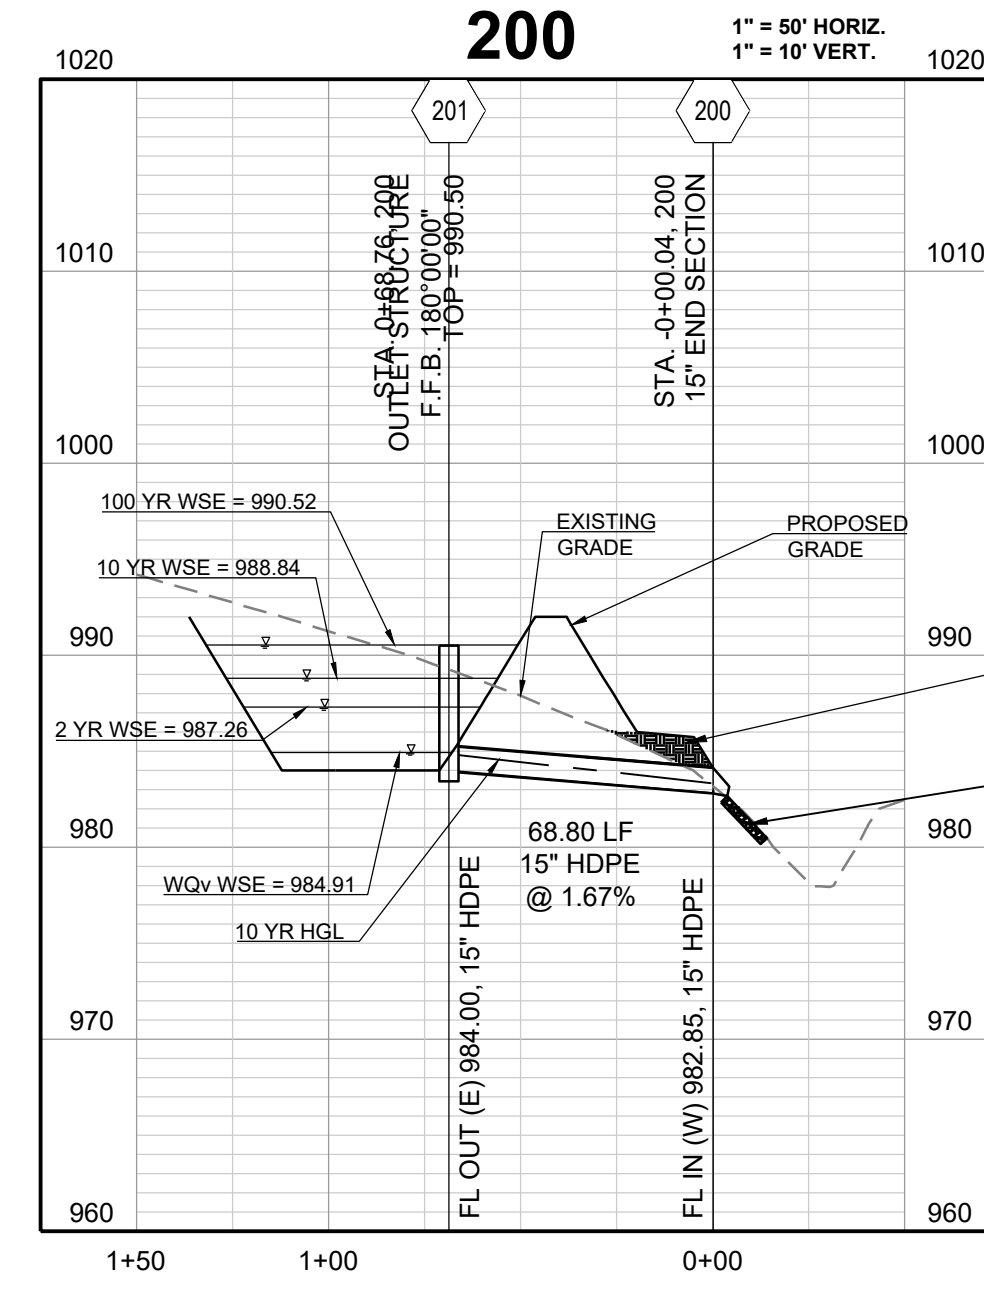 200
1" = 50' HORIZ.
1" = 10' VERT.
1020
1020
201
200
STA. 0+68.76, 200
OUTLET STRUCTURE
F.F.B. 180°00'00"
TOP = 990.50
STA. -0+00.04, 200
15" END SECTION
1010
1010
1000
1000
100 YR WSE = 990.52
EXISTING
GRADE
PROPOSED
GRADE
10 YR WSE = 988.84
990
990
2 YR WSE = 987.26
980
980
68.80 LF
15" HDPE
@ 1.67%
WQv WSE = 984.91
10 YR HGL
FL OUT (E) 984.00, 15" HDPE
FL IN (W) 982.85, 15" HDPE
970
970
960
960
1+50
1+00
0+00